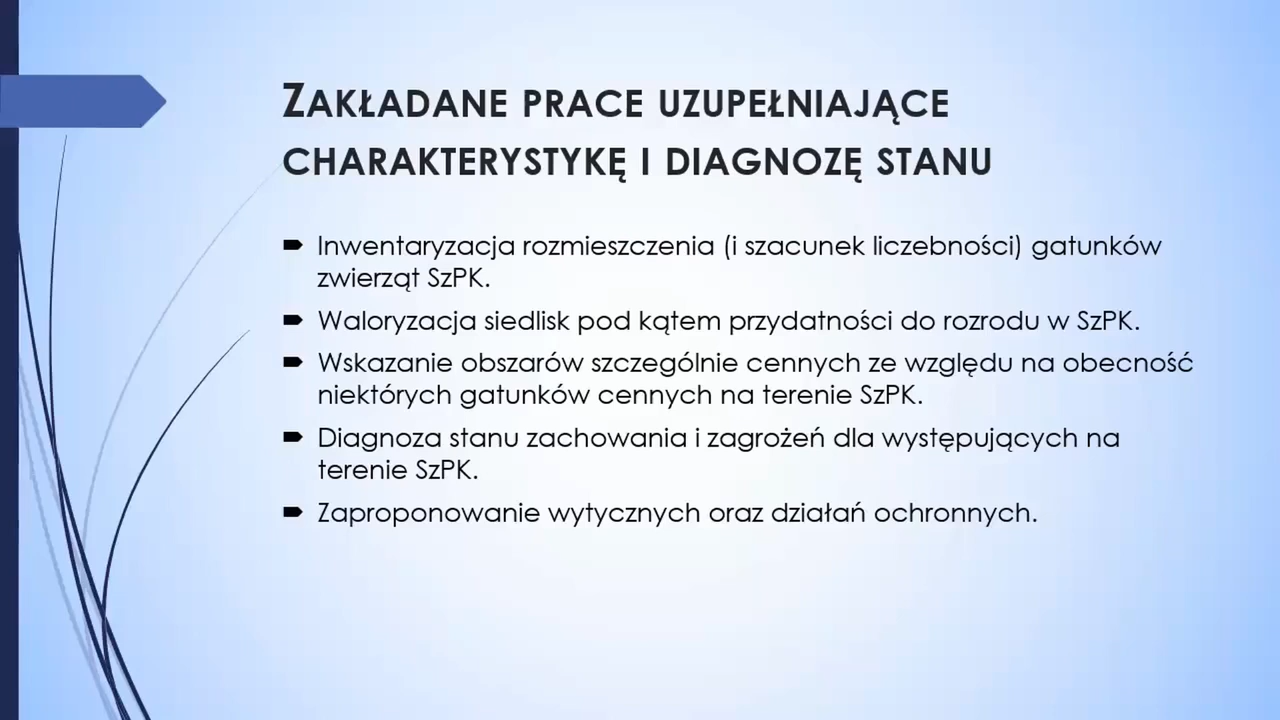 Zakładane prace uzupełniające
charakterystykę i diagnozę stanu
Inwentaryzacja rozmieszczenia (i szacunek liczebności) gatunków
zwierząt SzPK.
Waloryzacja siedlisk pod kątem przydatności do rozrodu w SzPK.
Wskazanie obszarów szczególnie cennych ze względu na obecność
niektórych gatunków cennych na terenie SzPK.
Diagnoza stanu zachowania i zagrożeń dla występujących na
terenie SzPK.
Zaproponowanie wytycznych oraz działań ochronnych.